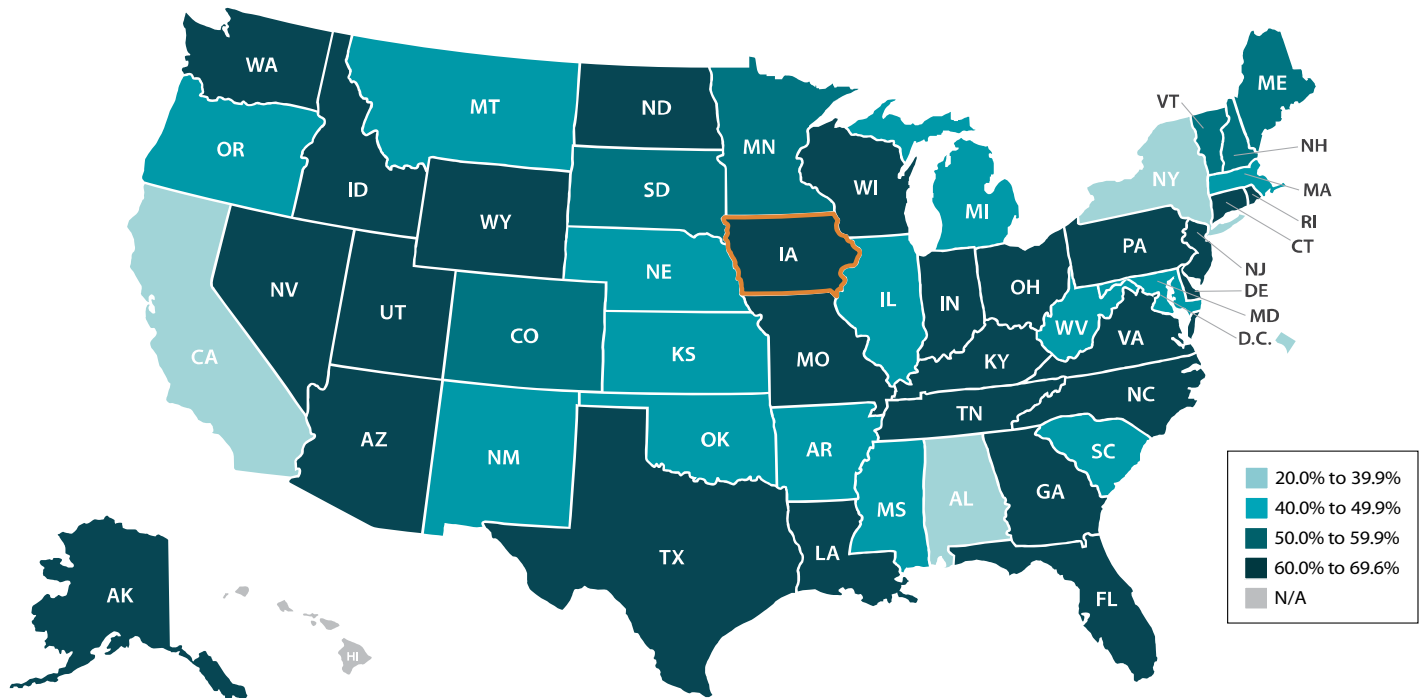 WA
MT
ND
MN
ME
VT
OR
ID
SD
WI
NH
NY
MA
WY
MI
RI
CT
IA
PA
NE
NJ
NV
OH
DE
UT
IL
IN
MD
CO
WV
D.C.
CA
KS
VA
MO
KY
NC
TN
AZ
OK
AR
SC
NM
MS
AL
GA
TX
LA
AK
FL
HI
20.0% to 39.9%
40.0% to 49.9%
50.0% to 59.9%
60.0% to 69.6%
N/A